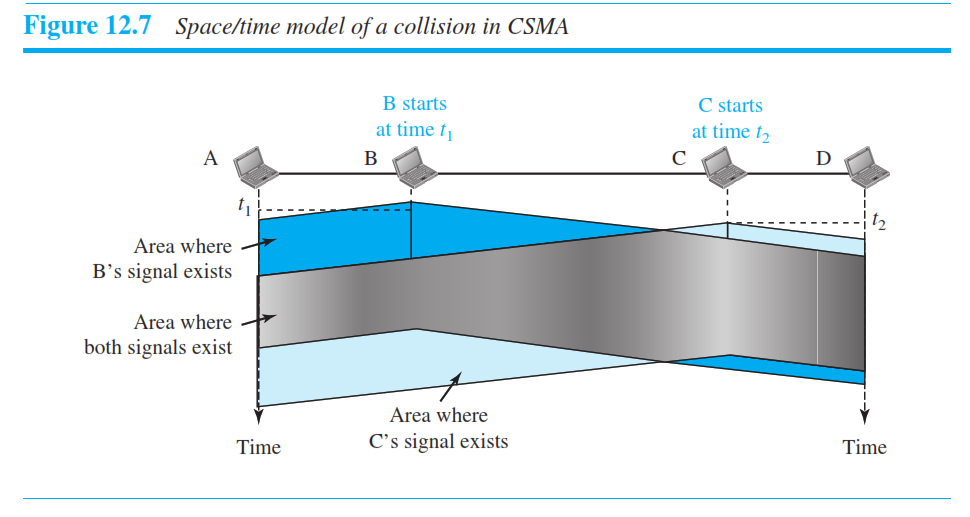 Figure 12.7 Space/time model of a collision in CSMA
B starts
at time t1
C starts
at time t2
A
B
C
D
t1
t2
Area where
B's signal exists
Area where
both signals exist
Area where
C's signal exists
Time
Time